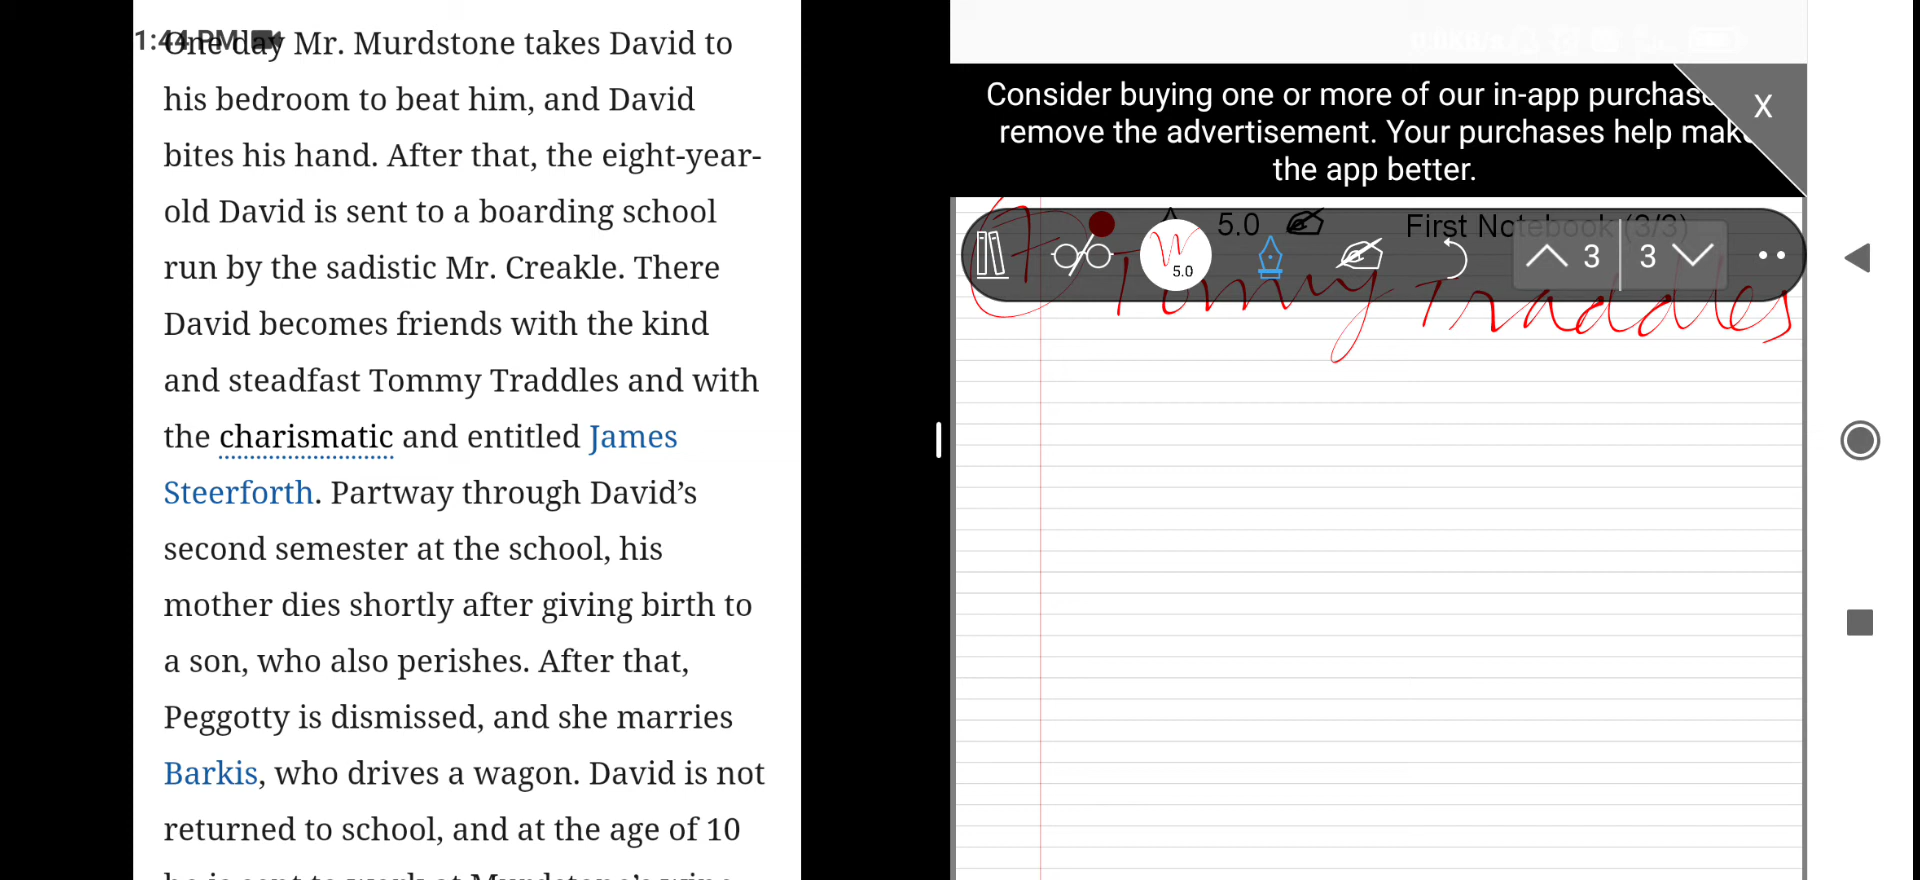 1:44 PM
One day Mr. Murdstone takes David to
his bedroom to beat him, and David
bites his hand. After that, the eight-year-
old David is sent to a boarding school
run by the sadistic Mr. Creakle. There
David becomes friends with the kind
and steadfast Tommy Traddles and with
the charismatic and entitled James
Steerforth. Partway through David’s
second semester at the school, his
mother dies shortly after giving birth to
a son, who also perishes. After that,
Peggotty is dismissed, and she marries
Barkis, who drives a wagon. David is not
returned to school, and at the age of 10
Consider buying one or more of our in-app
remove the advertisement. Your purchases help
the app better.
5.0 First Notebook (3/3)
5.0 3 3
7 Tommy Traddles